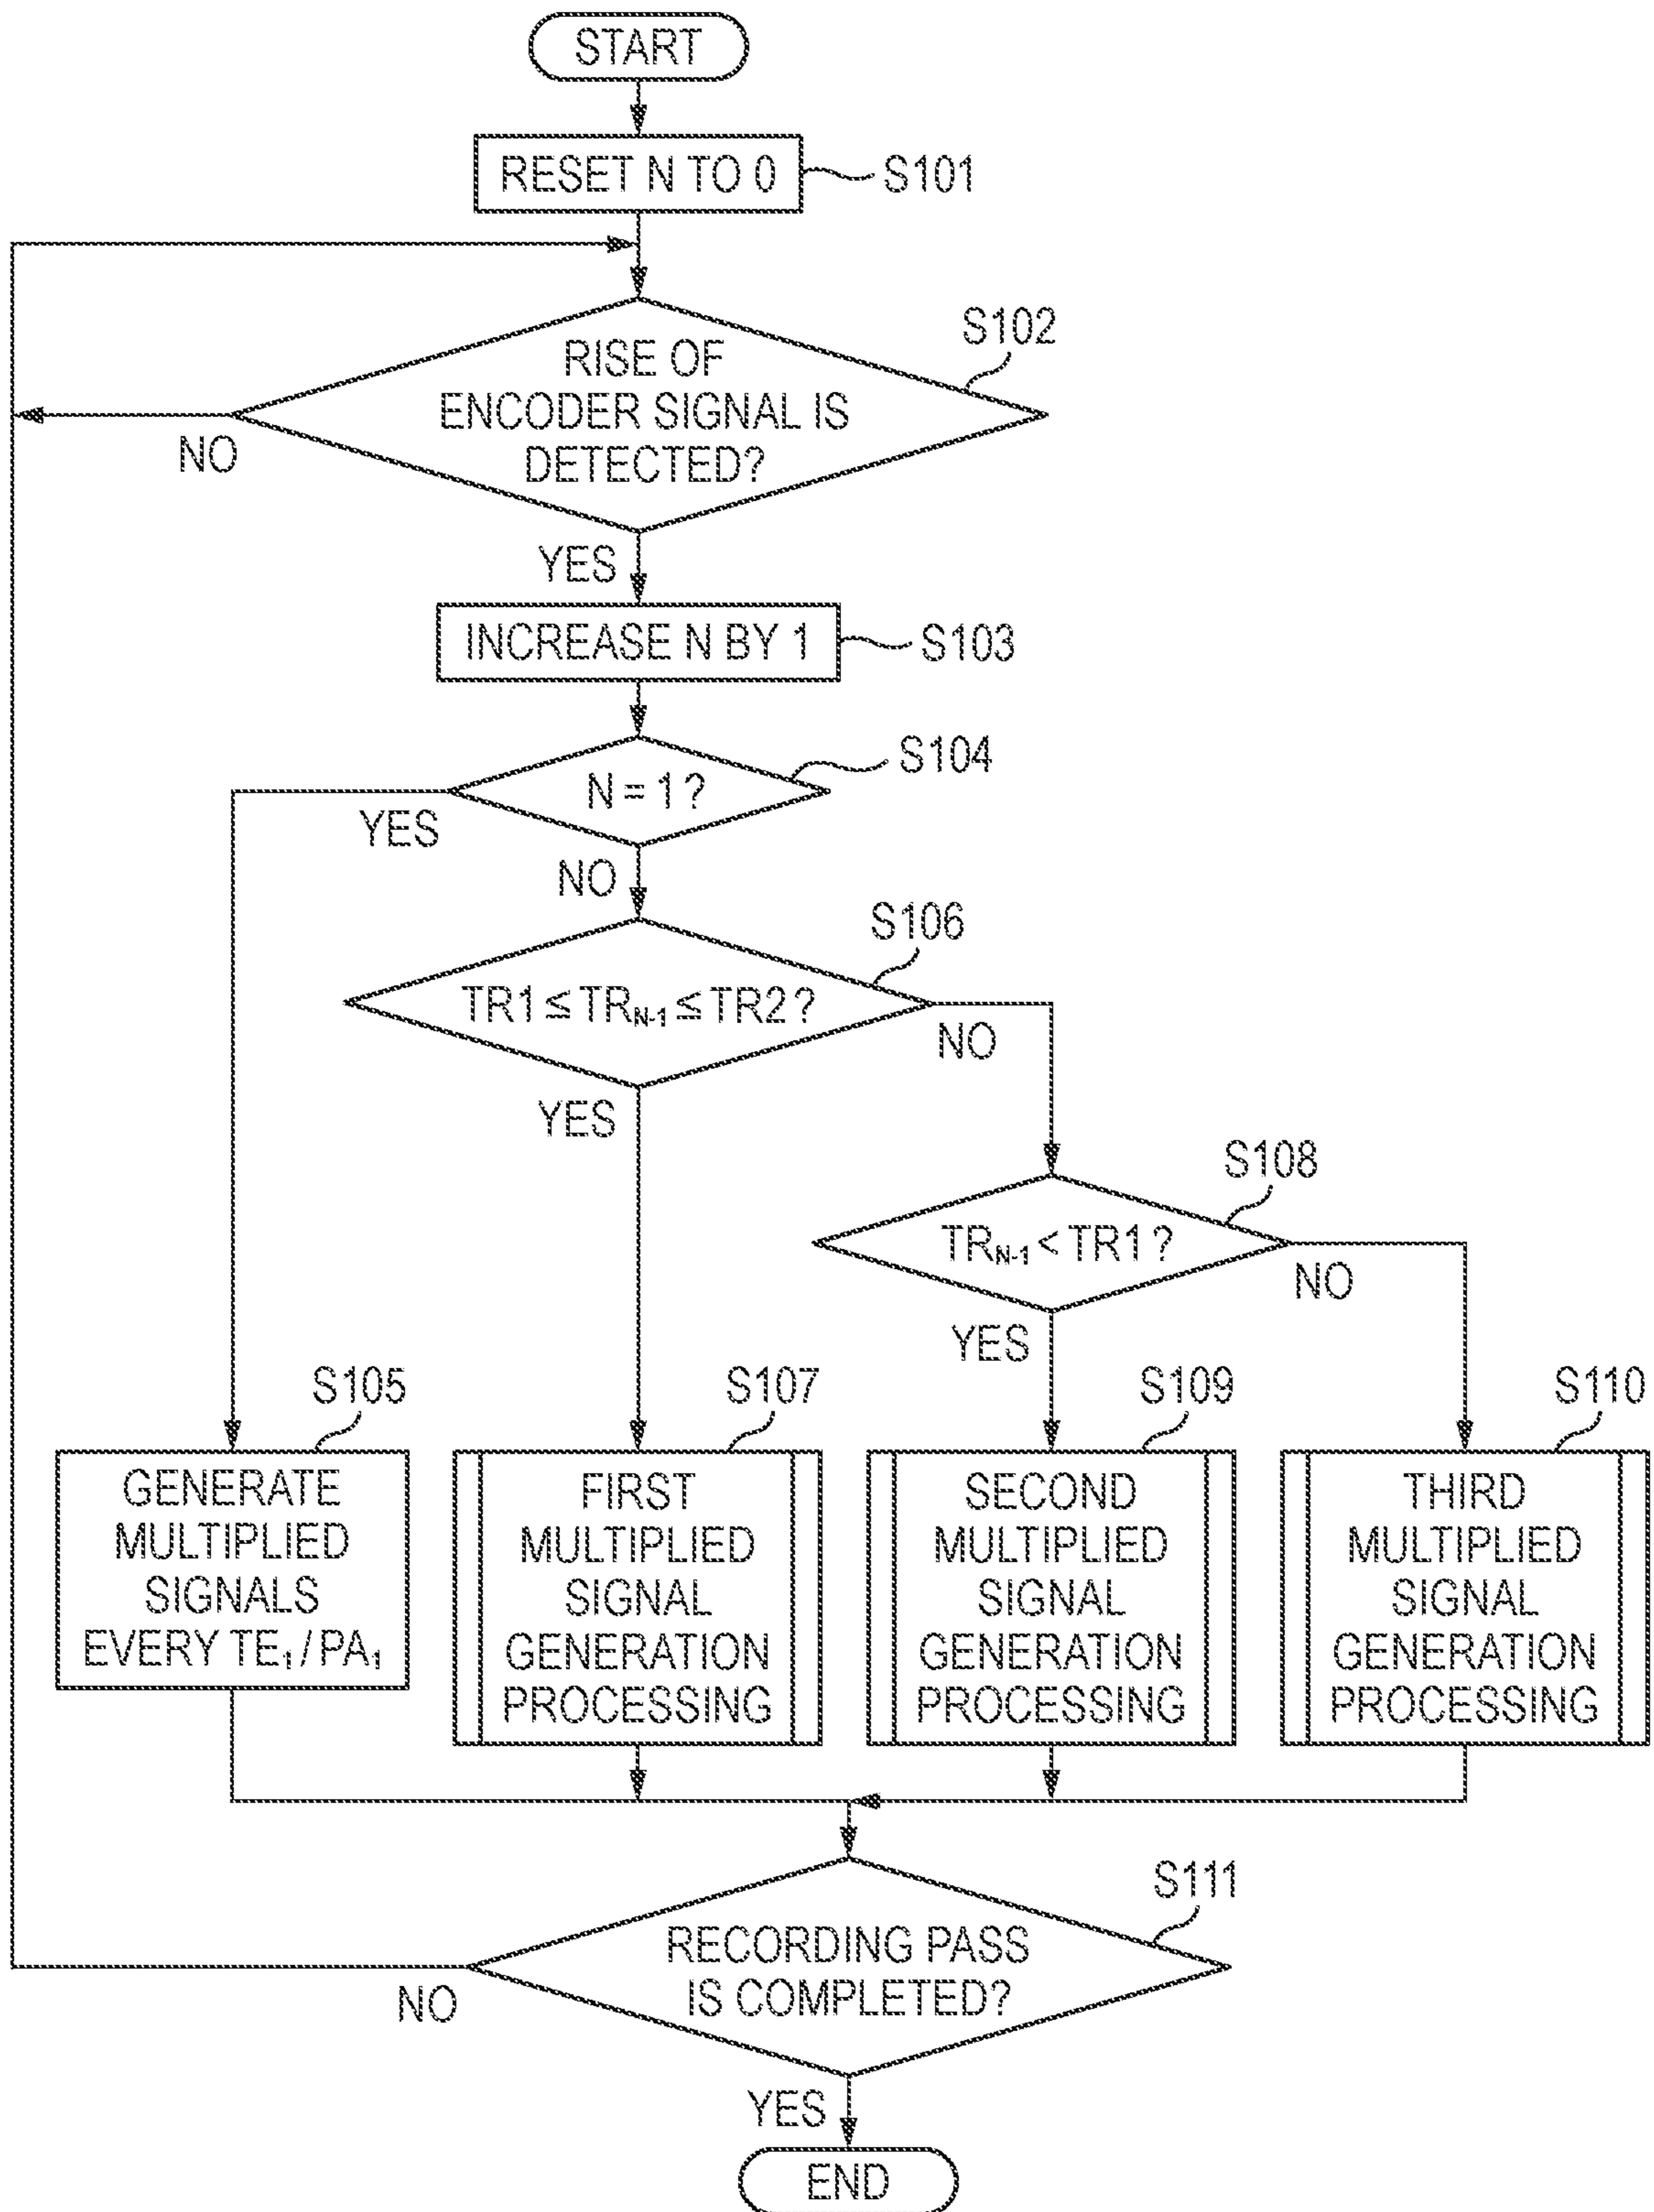 START
RESET N TO 0
S101
S102
RISE OF
ENCODER SIGNAL IS
DETECTED?
NO
YES
INCREASE N BY 1
S103
S104
N = 1 ?
YES
NO
S106
TR1 ≤ TR_{N-1} ≤ TR2 ?
NO
YES
S108
TR_{N-1} < TR1 ?
NO
YES
S105
GENERATE
MULTIPLIED
SIGNALS
EVERY TE₁ / PA₁
S107
FIRST
MULTIPLIED
SIGNAL
GENERATION
PROCESSING
S109
SECOND
MULTIPLIED
SIGNAL
GENERATION
PROCESSING
S110
THIRD
MULTIPLIED
SIGNAL
GENERATION
PROCESSING
S111
RECORDING PASS
IS COMPLETED?
NO
YES
END